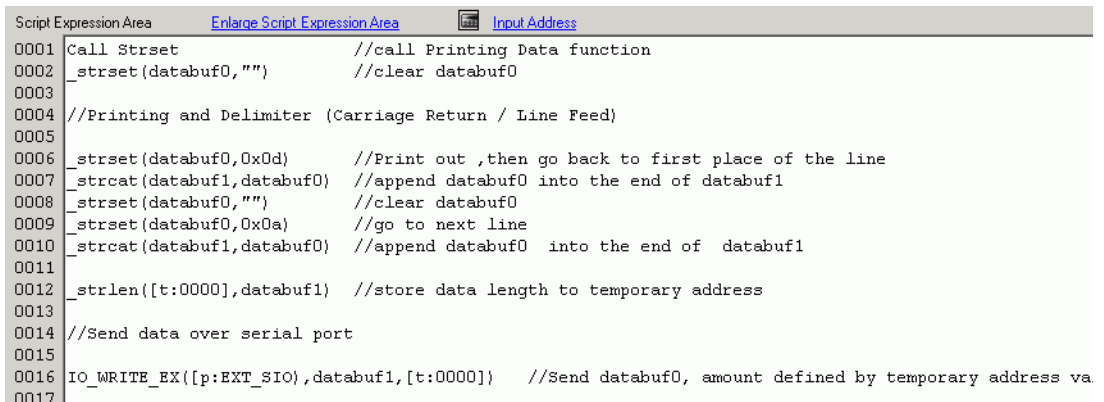 Script Expression Area Enlarge Script Expression Area Input Address
0001 Call Strset //call Printing Data function
0002 _strset(databuf0,"") //clear databuf0
0003
0004 //Printing and Delimiter (Carriage Return / Line Feed)
0005
0006 _strset(databuf0,0x0d) //Print out ,then go back to first place of the line
0007 _strcat(databuf1,databuf0) //append databuf0 into the end of databuf1
0008 _strset(databuf0,"") //clear databuf0
0009 _strset(databuf0,0x0a) //go to next line
0010 _strcat(databuf1,databuf0) //append databuf0 into the end of databuf1
0011
0012 _strlen([t:0000],databuf1) //store data length to temporary address
0013
0014 //Send data over serial port
0015
0016 IO_WRITE_EX([p:EXT_SIO),databuf1,[t:0000]) //Send databuf0, amount defined by temporary address va
0017